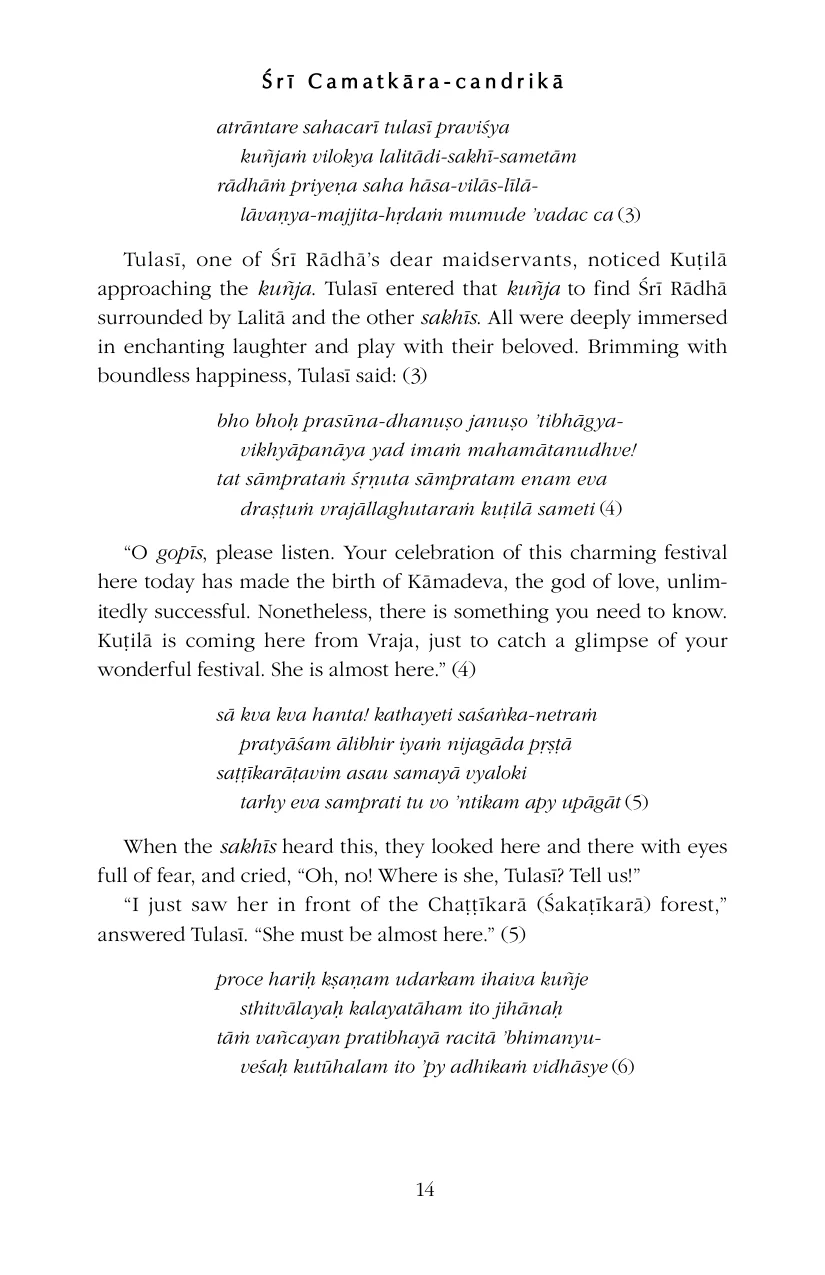 Śrī Camatkāra-candrikā
atrāntare sahacarī tulasī praviśya
kuñjaṁ vilokya lalitādi-sakhī-sametām
rādhāṁ priyeṇa saha hāsa-vilās-līlā-
lāvaṇya-majjita-hṛdaṁ mumude ’vadac ca (3)
Tulasī, one of Śrī Rādhā’s dear maidservants, noticed Kuṭilā
approaching the kuñja. Tulasī entered that kuñja to find Śrī Rādhā
surrounded by Lalitā and the other sakhīs. All were deeply immersed
in enchanting laughter and play with their beloved. Brimming with
boundless happiness, Tulasī said: (3)
bho bhoḥ prasūna-dhanuṣo januṣo ’tibhāgya-
vikhyāpanāya yad imaṁ mahamātanudhve!
tat sāmprataṁ śṛṇuta sāmpratam enam eva
draṣṭuṁ vrajāllaghutaraṁ kuṭilā sameti (4)
“O gopīs, please listen. Your celebration of this charming festival
here today has made the birth of Kāmadeva, the god of love, unlim-
itedly successful. Nonetheless, there is something you need to know.
Kuṭilā is coming here from Vraja, just to catch a glimpse of your
wonderful festival. She is almost here.” (4)
sā kva kva hanta! kathayeti saśaṅka-netraṁ
pratyāśam ālibhir iyaṁ nijagāda pṛṣṭā
saṭṭīkarāṭavim asau samayā vyaloki
tarhy eva samprati tu vo ’ntikam apy upāgāt (5)
When the sakhīs heard this, they looked here and there with eyes
full of fear, and cried, “Oh, no! Where is she, Tulasī? Tell us!”
“I just saw her in front of the Chaṭṭīkarā (Śakaṭīkarā) forest,”
answered Tulasī. “She must be almost here.” (5)
proce hariḥ kṣaṇam udarkam ihaiva kuñje
sthitvālayaḥ kalayatāham ito jihānaḥ
tāṁ vañcayan pratibhayā racitā ’bhimanyu-
veśaḥ kutūhalam ito ’py adhikaṁ vidhāsye (6)
14